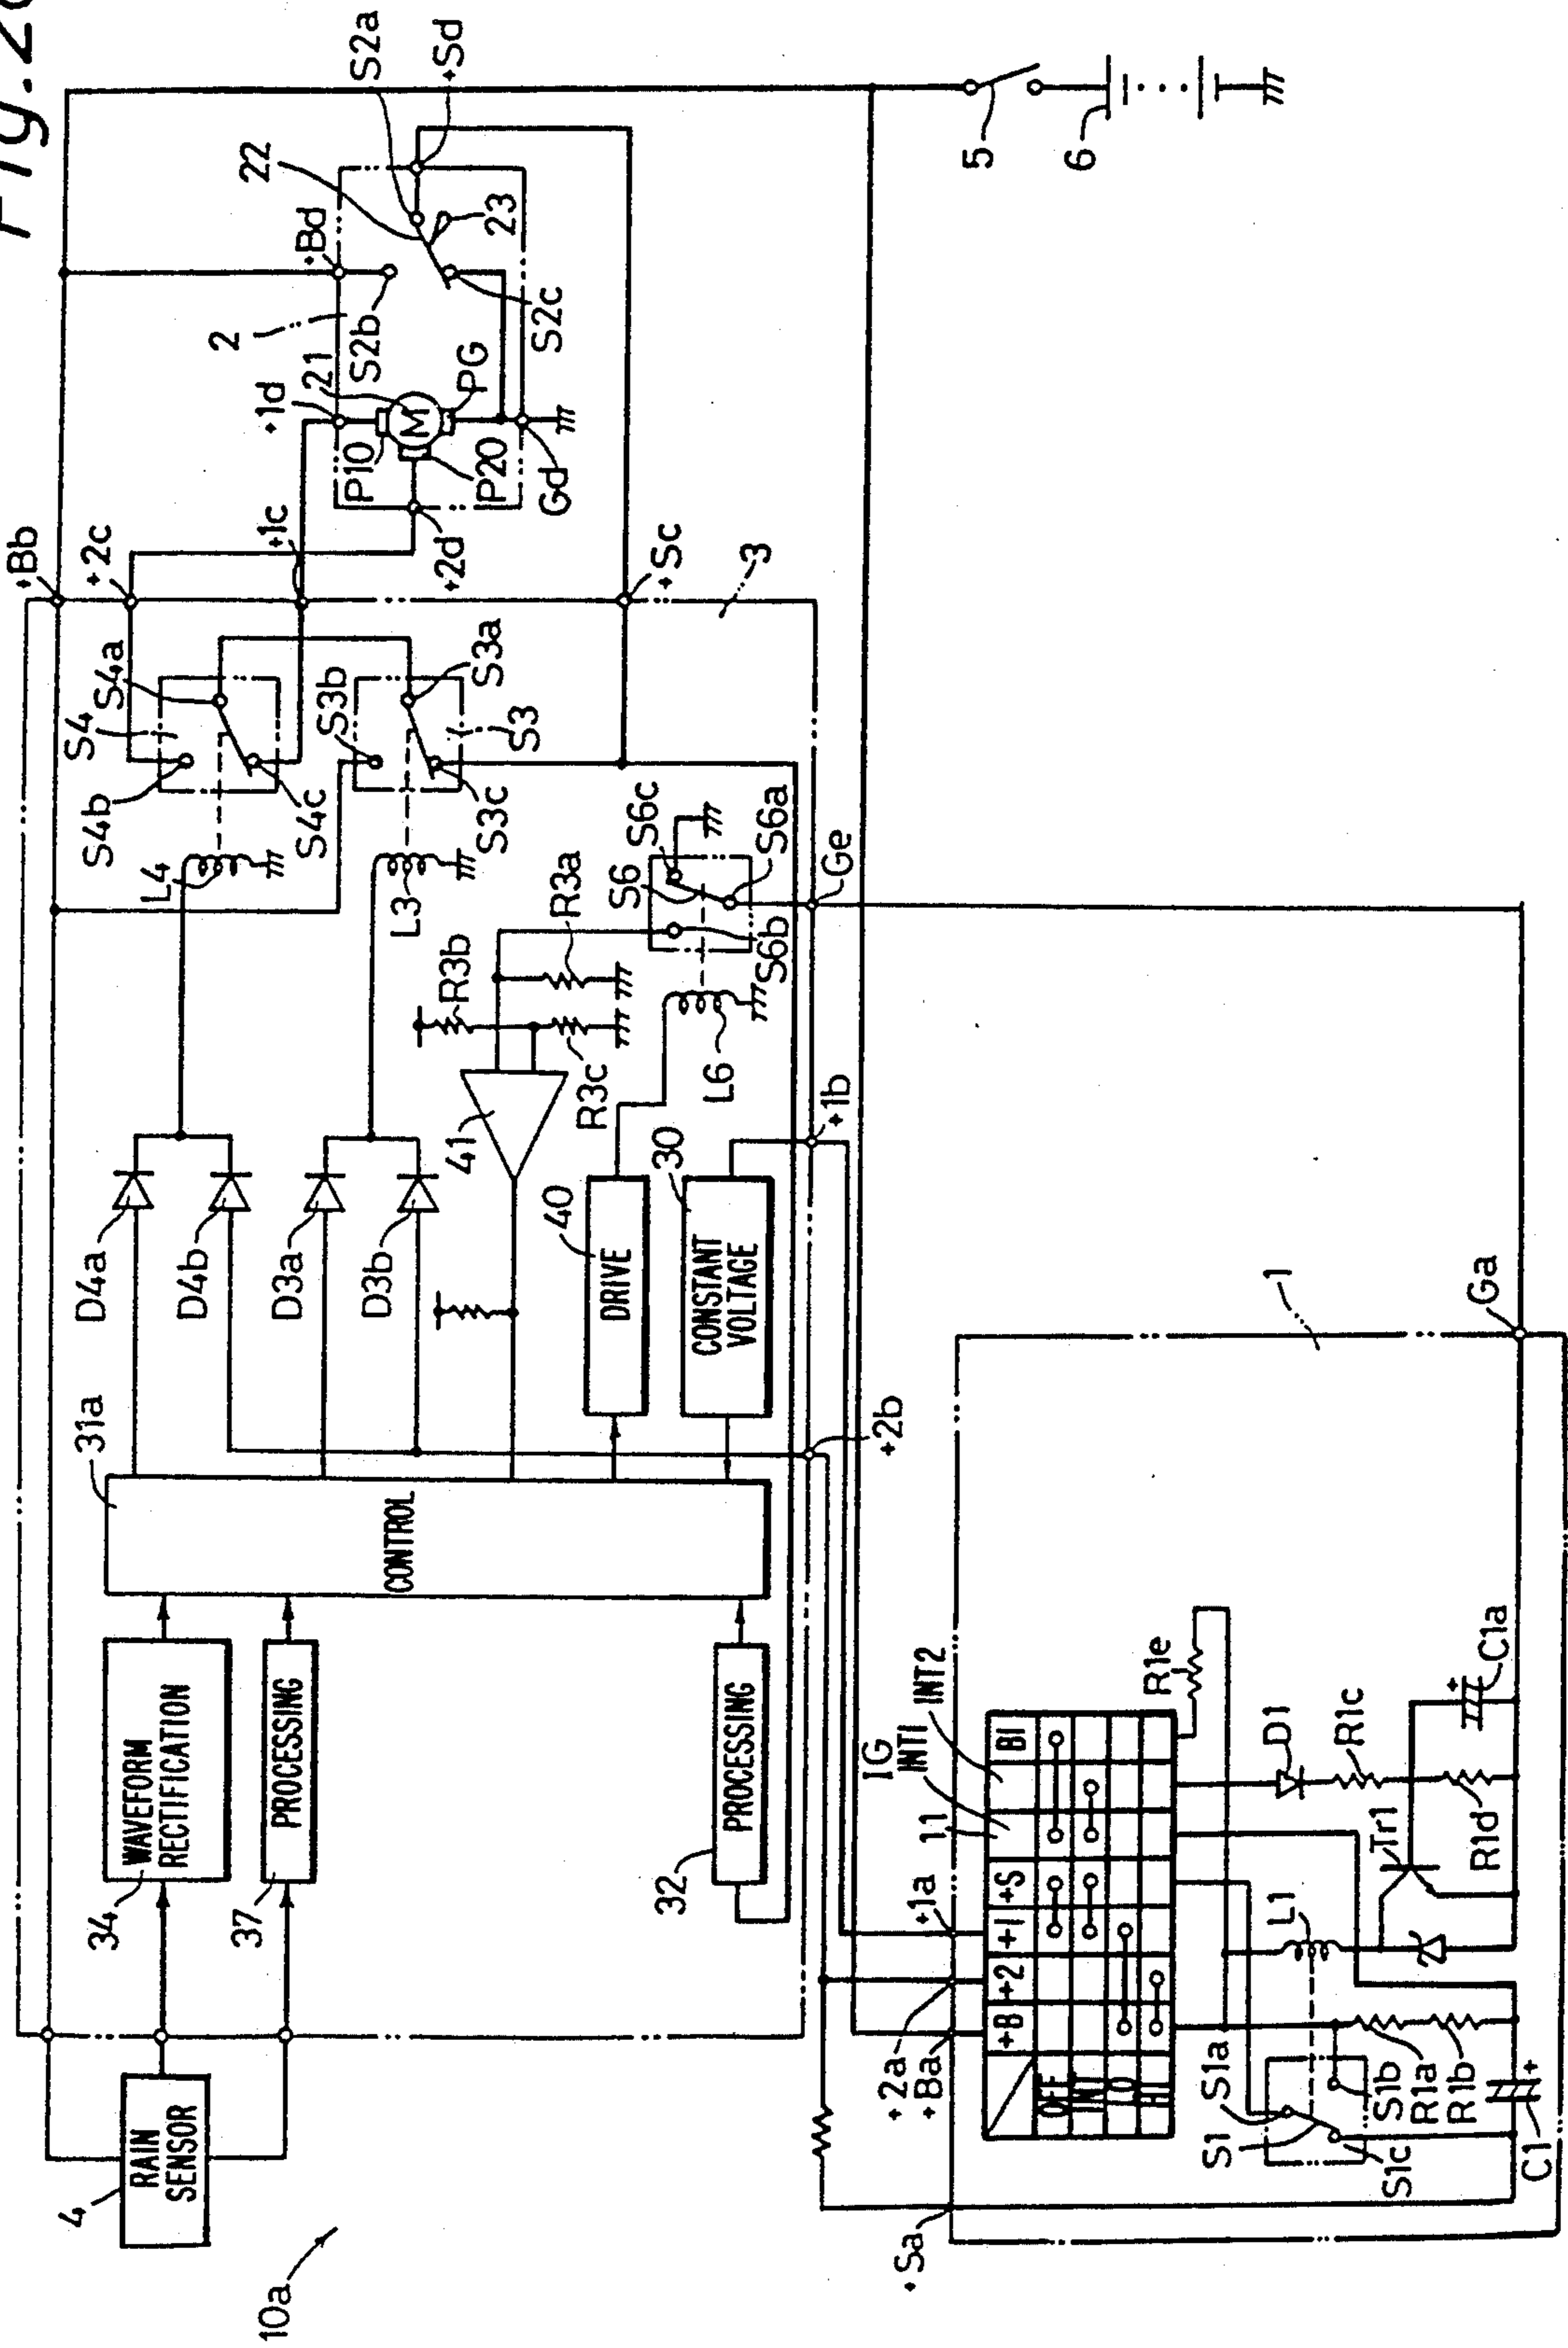 Fig.20
10a
4
RAIN
SENSOR
34
WAVEFORM
RECTIFICATION
37
PROCESSING
32
PROCESSING
31a
CONTROL
D4a
D4b
D3a
D3b
41
40
DRIVE
30
CONSTANT
VOLTAGE
R3b
R3a
R3c
L6
L4
L3
S4
S4a
S4b
S4c
S3b
S3a
S3
S3c
S6
S6c
S6a
S6b
Ge
+1b
+2b
3
+Bb
+2c
+1c
+Sc
+2d
+1d
2
21
M
P10
P20
PG
Gd
+Bd
S2b
S2c
22
23
S2a
+Sd
5
6
1
Ga
+Sa
+2a
+Ba
+1a
11
IG
INT1
INT2
+B
+2
+1
+S
B1
OFF
INT
LO
HI
R1e
S1
S1a
S1b
S1c
R1a
R1b
C1
L1
Tr1
D1
R1c
R1d
C1a